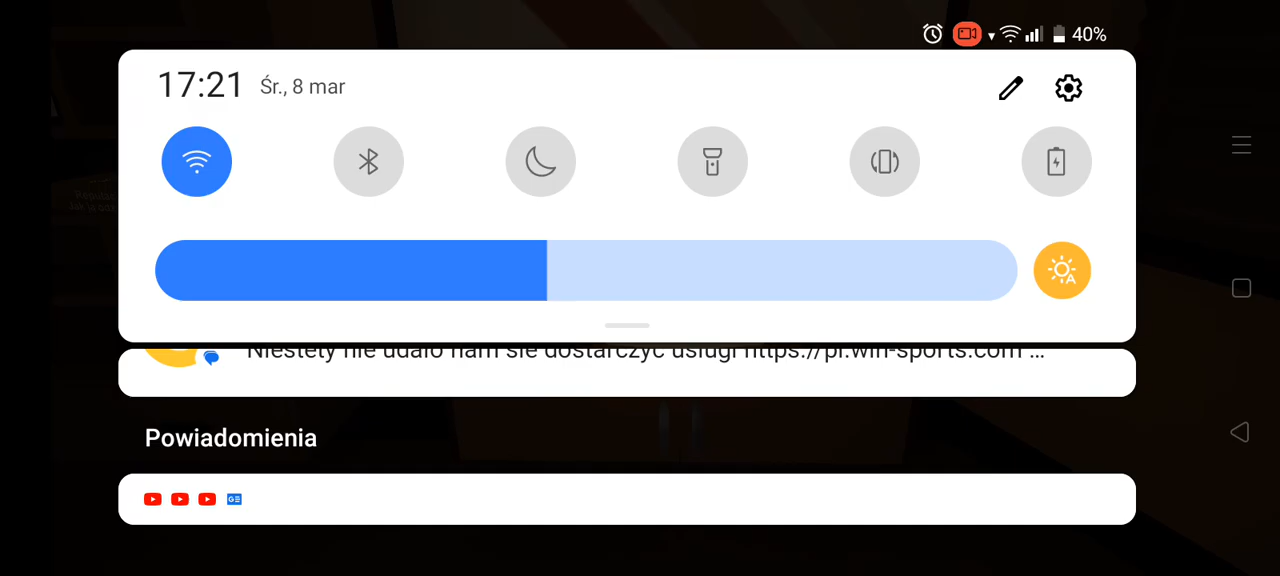 40%
17:21 Śr., 8 mar
A
Niestety nie udało nam się dostarczyć usługi https://pl.win-sports.com ...
Powiadomienia
GE